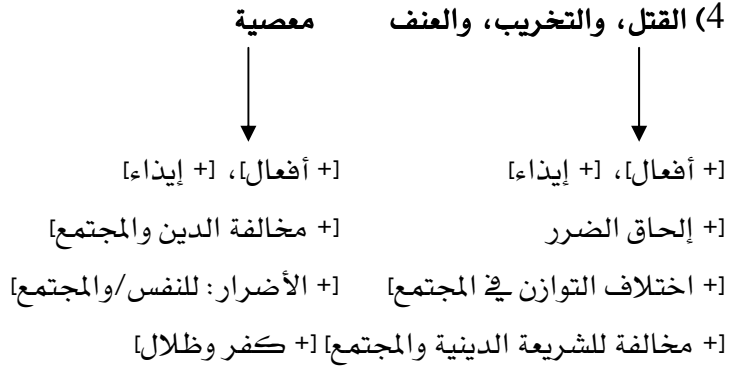 4) القتل، والتخريب، والعنف معصية
[+ أفعال]، [+ إيذاء] [+ أفعال]، [+ إيذاء]
[+ إلحاق الضرر [+ مخالفة الدين والمجتمع]
[+ اختلاف التوازن في المجتمع] [+ الأضرار: للنفس/والمجتمع]
[+ مخالفة للشريعة الدينية والمجتمع] [+ كفر وظلال]